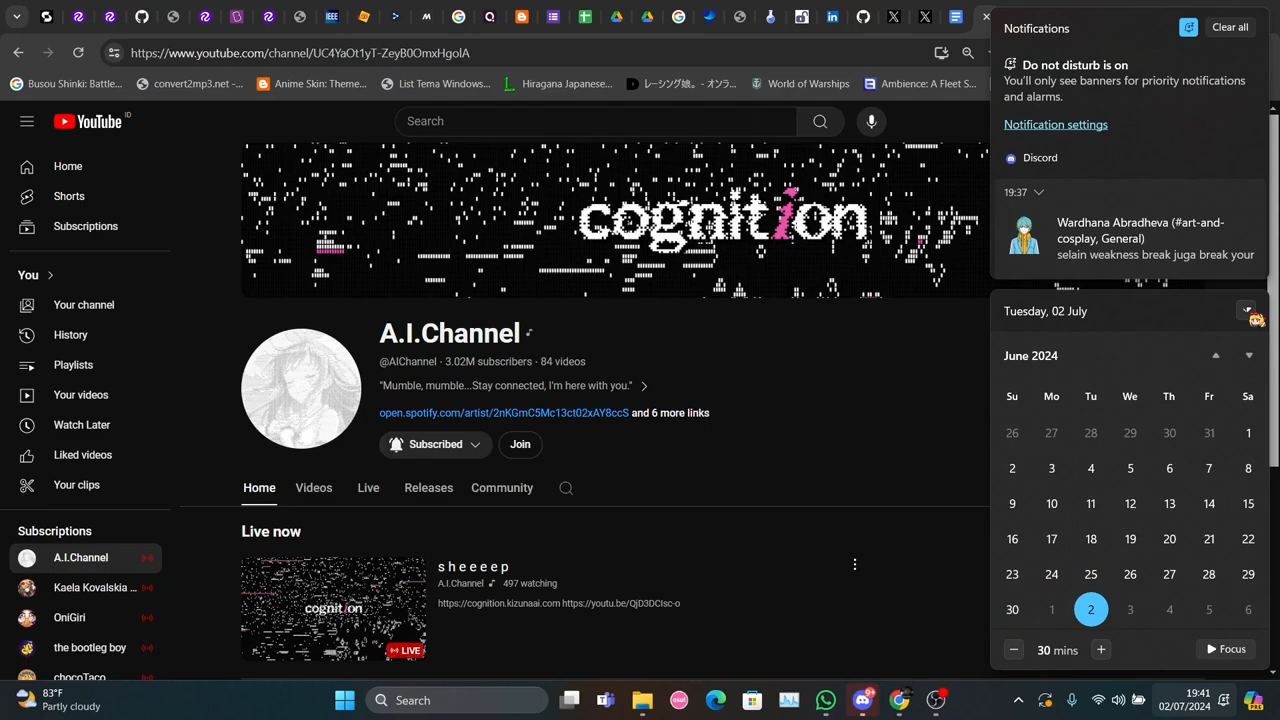 https://www.youtube.com/channel/UC4YaOt1yT-ZeyB0OmxHgolA
Busou Shinki: Battle...
convert2mp3.net -...
Anime Skin: Theme...
List Tema Windows...
Hiragana Japanese...
レーシング娘。 - オンラ...
World of Warships
Ambience: A Fleet S...
YouTube ID
Search
Home
Shorts
Subscriptions
You
Your channel
History
Playlists
Your videos
Watch Later
Liked videos
Your clips
Subscriptions
A.I.Channel
Kaela Kovalskia ...
OniGiri
the bootleg boy
chocoTaco
cognition
A.I.Channel
@AIChannel · 3.02M subscribers · 84 videos
"Mumble, mumble...Stay connected, I'm here with you."
open.spotify.com/artist/2nKGmC5Mc13ct02xAY8ccS and 6 more links
Subscribed
Join
Home Videos Live Releases Community
Live now
cognition
LIVE
s h e e e e p
A.I.Channel 497 watching
https://cognition.kizunaai.com https://youtu.be/QjD3DCIsc-o
Notifications
Clear all
Do not disturb is on
You'll only see banners for priority notifications
and alarms.
Notification settings
Discord
19:37
Wardhana Abradheva (#art-and-
cosplay, General)
selain weakness break juga break your
Tuesday, 02 July
June 2024
Su Mo Tu We Th Fr Sa
26 27 28 29 30 31 1
2 3 4 5 6 7 8
9 10 11 12 13 14 15
16 17 18 19 20 21 22
23 24 25 26 27 28 29
30 1 2 3 4 5 6
30 mins
Focus
83°F
Partly cloudy
Search
osu!
9+
19:41
02/07/2024
PRE